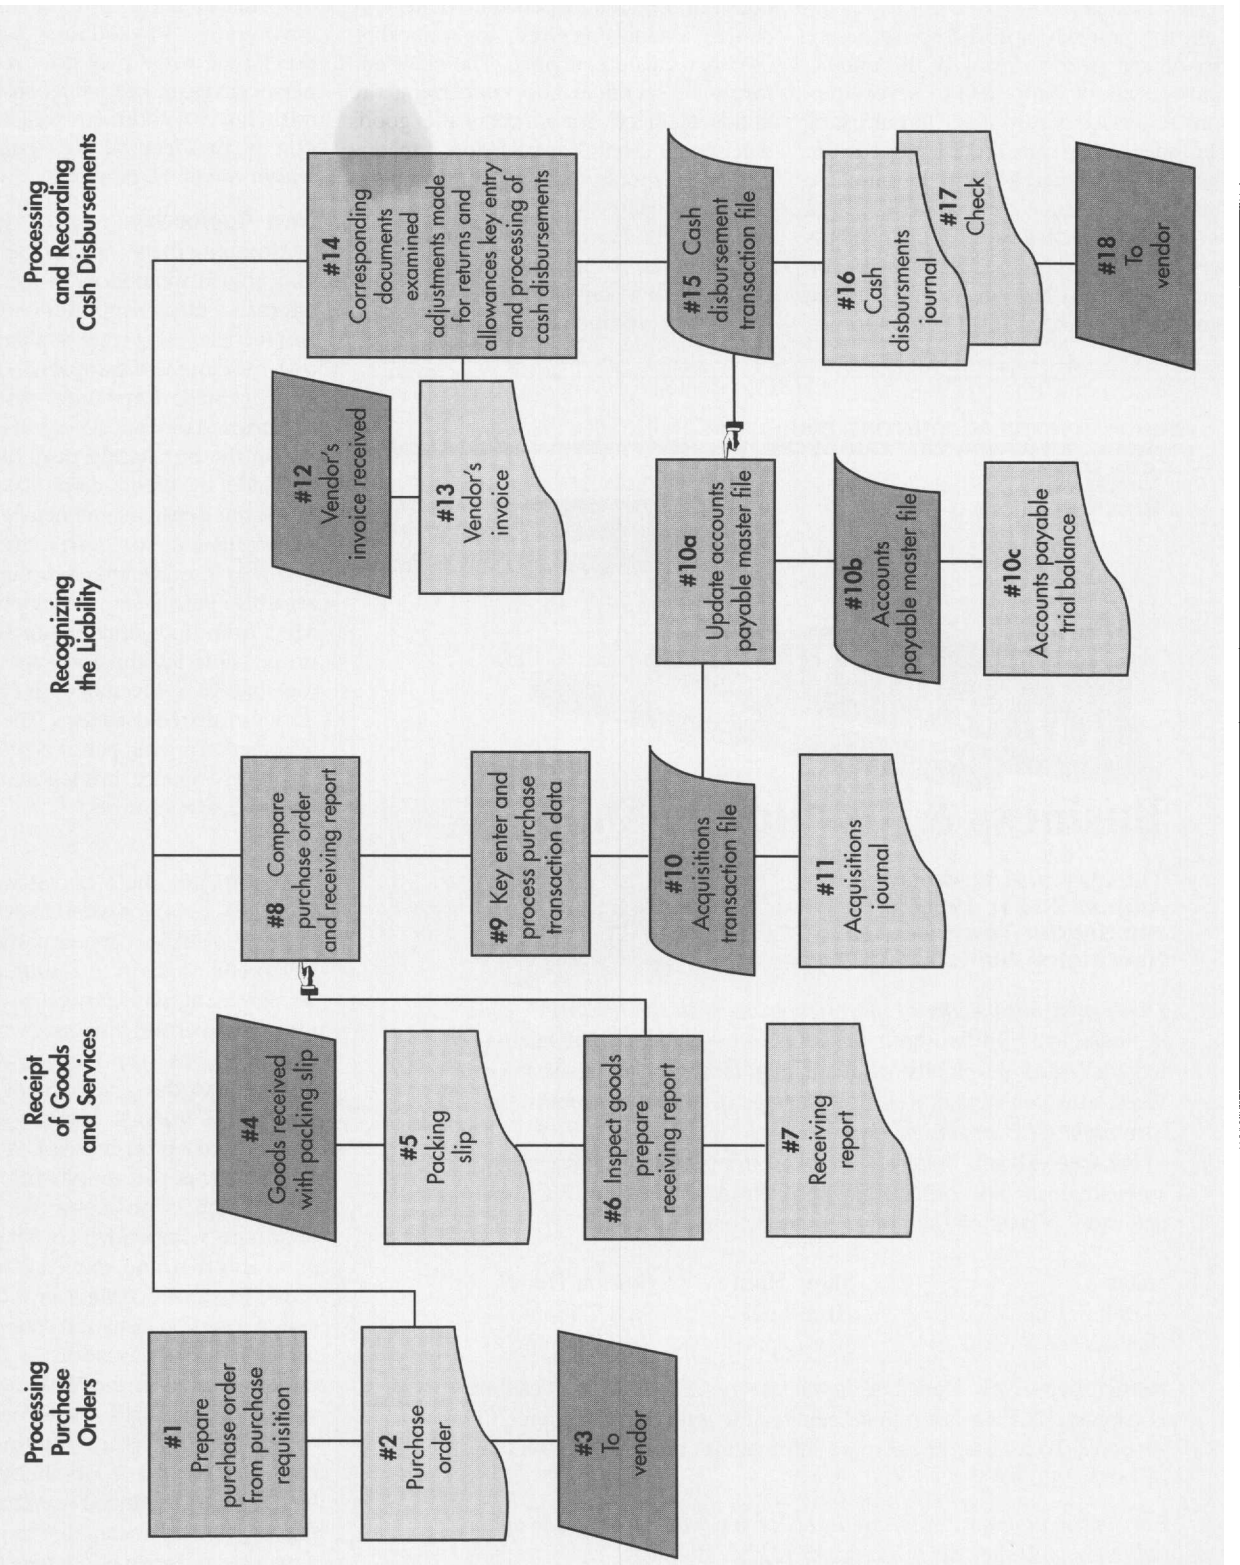 Processing
Purchase
Orders
#1
Prepare
purchase order
from purchase
requisition
#2
Purchase
order
#3
To
vendor
Receipt
of Goods
and Services
#4
Goods received
with packing slip
#5
Packing
slip
#6 Inspect goods
prepare
receiving report
#7
Receiving
report
Recognizing
the Liability
#8 Compare
purchase order
and receiving report
#9 Key enter and
process purchase
transaction data
#10
Acquisitions
transaction file
#11
Acquisitions
journal
#10a
Update accounts
payable master file
#10b
Accounts
payable master file
#10c
Accounts payable
trial balance
#12
Vendor's
invoice received
#13
Vendor's
invoice
Processing
and Recording
Cash Disbursements
#14
Corresponding
documents
examined
adjustments made
for returns and
allowances key entry
and processing of
cash disbursements
#15 Cash
disbursement
transaction file
#16
Cash
disbursments
journal
#17
Check
#18
To
vendor